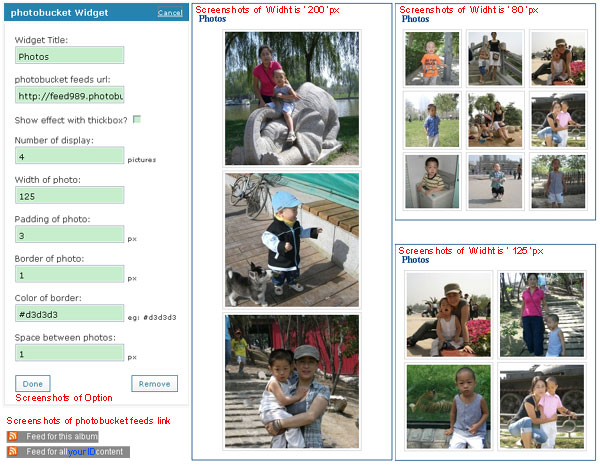 photobucket Widget Cancel
Widget Title:
Photos
photobucket feeds url:
http://feed989.photobu
Show effect with thickbox?
Number of display:
4 pictures
Width of photo:
125
Padding of photo:
3 px
Border of photo:
1 px
Color of border:
#d3d3d3 eg: #d3d3d3
Space between photos:
1 px
Done Remove
Screenshots of Option
Screenshots of photobucket feeds link
Feed for this album
Feed for all your ID content
Screenshots of Widht is ' 200 'px
Photos
Screenshots of Widht is ' 80 'px
Photos
Screenshots of Widht is ' 125 'px
Photos